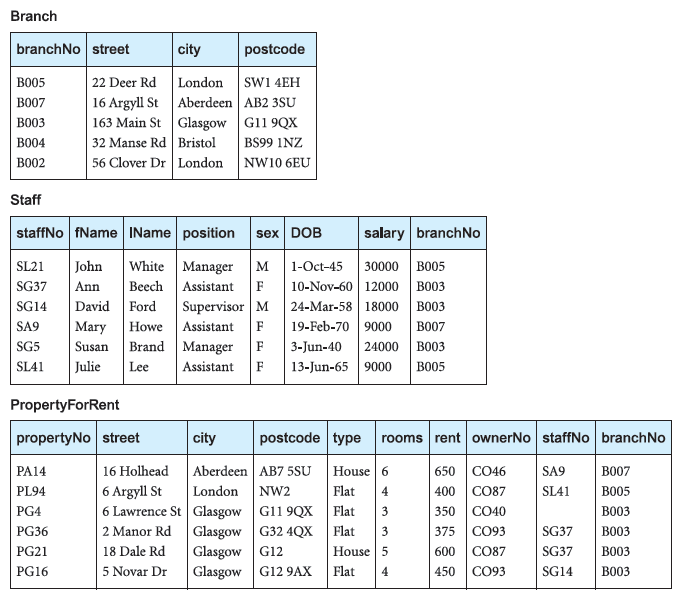 Branch
branchNo street city postcode
B005 22 Deer Rd London SW1 4EH
B007 16 Argyll St Aberdeen AB2 3SU
B003 163 Main St Glasgow G11 9QX
B004 32 Manse Rd Bristol BS99 1NZ
B002 56 Clover Dr London NW10 6EU
Staff
staffNo fName lName position sex DOB salary branchNo
SL21 John White Manager M 1-Oct-45 30000 B005
SG37 Ann Beech Assistant F 10-Nov-60 12000 B003
SG14 David Ford Supervisor M 24-Mar-58 18000 B003
SA9 Mary Howe Assistant F 19-Feb-70 9000 B007
SG5 Susan Brand Manager F 3-Jun-40 24000 B003
SL41 Julie Lee Assistant F 13-Jun-65 9000 B005
PropertyForRent
propertyNo street city postcode type rooms rent ownerNo staffNo branchNo
PA14 16 Holhead Aberdeen AB7 5SU House 6 650 CO46 SA9 B007
PL94 6 Argyll St London NW2 Flat 4 400 CO87 SL41 B005
PG4 6 Lawrence St Glasgow G11 9QX Flat 3 350 CO40 B003
PG36 2 Manor Rd Glasgow G32 4QX Flat 3 375 CO93 SG37 B003
PG21 18 Dale Rd Glasgow G12 House 5 600 CO87 SG37 B003
PG16 5 Novar Dr Glasgow G12 9AX Flat 4 450 CO93 SG14 B003